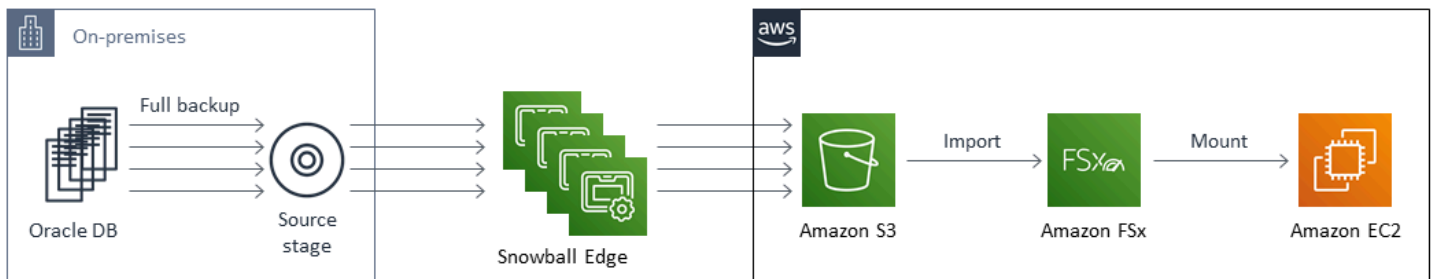 On-premises
aws
Full backup
Import
Mount
FSx
Oracle DB
Source
stage
Snowball Edge
Amazon S3
Amazon FSx
Amazon EC2